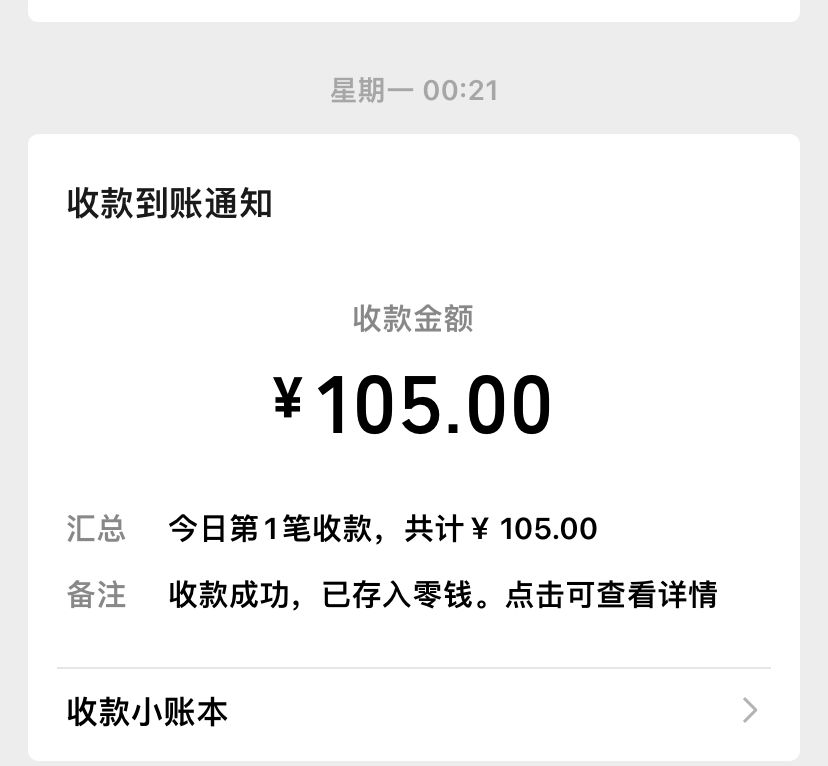 星期一 00:21
收款到账通知
收款金额
¥105.00
汇总 今日第1笔收款，共计¥ 105.00
备注 收款成功，已存入零钱。点击可查看详情
收款小账本